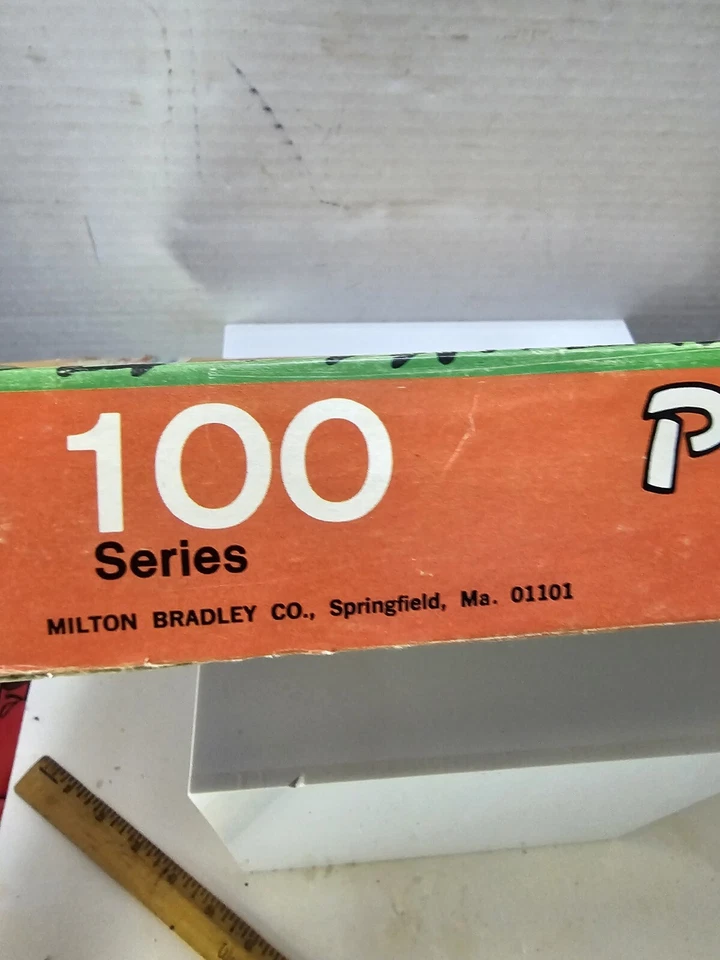 100
P
Series
MILTON BRADLEY CO., Springfield, Ma. 01101